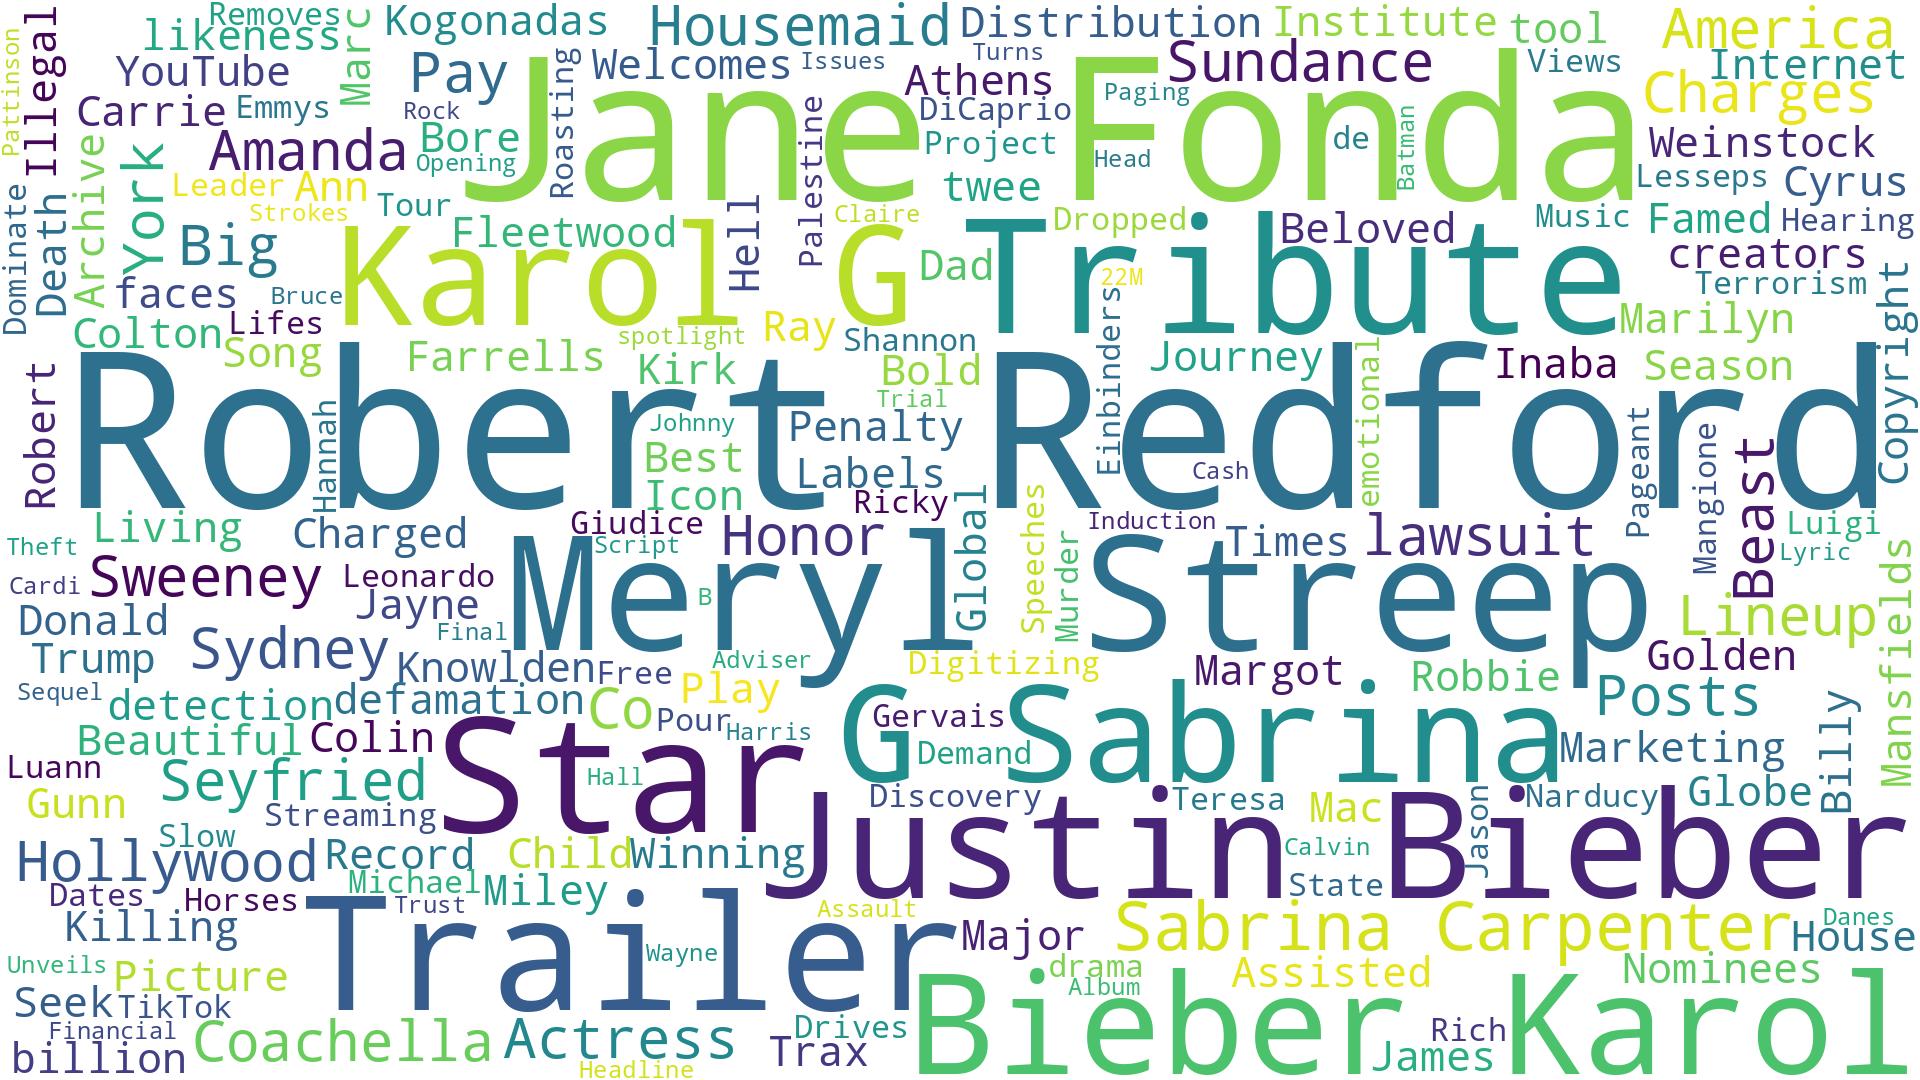 Robert Redford
Jane Fonda
Meryl Streep
Justin Bieber
Karol G
Tribute
Star
Trailer
G Sabrina
Bieber Karol
Sabrina Carpenter
Pattinson
Illegal
Removes
likeness
Marc
Kogonadas
Housemaid
Distribution
Institute
tool
America
YouTube
Pay
Roasting
Welcomes
Issues
Turns
Athens
Sundance
Views
Internet
Carrie
Emmys
Rock
DiCaprio
Paging
Charges
Archive
York
Amanda
Bore
Opening
Palestine
Project
Head
de
Batman
Weinstock
Leader
Ann
twee
Lesseps
Cyrus
Dominate
Death
Strokes
Tour
Hell
Claire
Dropped
Beloved
Music
Famed
Hearing
Big
Fleetwood
Dad
creators
faces
Bruce
22M
Einbinders
Terrorism
Copyright
Colton
Lifes
spotlight
Ray
Shannon
Marilyn
Song
Farrells
Kirk
Bold
Journey
emotional
Inaba
Season
Robert
Hannah
Trial
Johnny
Penalty
Pageant
Mangione
Beast
Best
Labels
Cash
Icon
Ricky
Global
Speeches
Living
Charged
Giudice
Honor
Induction
Times
lawsuit
Luigi
Theft
Script
Murder
Lyric
Mansfields
Cardi
Sweeney
Leonardo
Jayne
B
Donald
Final
Lineup
Trump
Sydney
Knowlden
Free
Adviser
Digitizing
Margot
Robbie
Golden
Sequel
detection
defamation
Co
Play
Posts
Billy
Beautiful
Colin
Pour
Harris
Gervais
Demand
Marketing
Luann
Seyfried
Hall
Gunn
Streaming
Discovery
Teresa
Mac
Jason
Narducy
Globe
Slow
Hollywood
Record
Child
Winning
Calvin
Michael
Miley
State
Dates
Horses
Trust
Assault
Danes
Killing
Wayne
Major
House
Unveils
Picture
drama
Assisted
Nominees
Seek
TikTok
Album
Financial
Coachella
Actress
Drives
Rich
billion
Headline
Trax
James